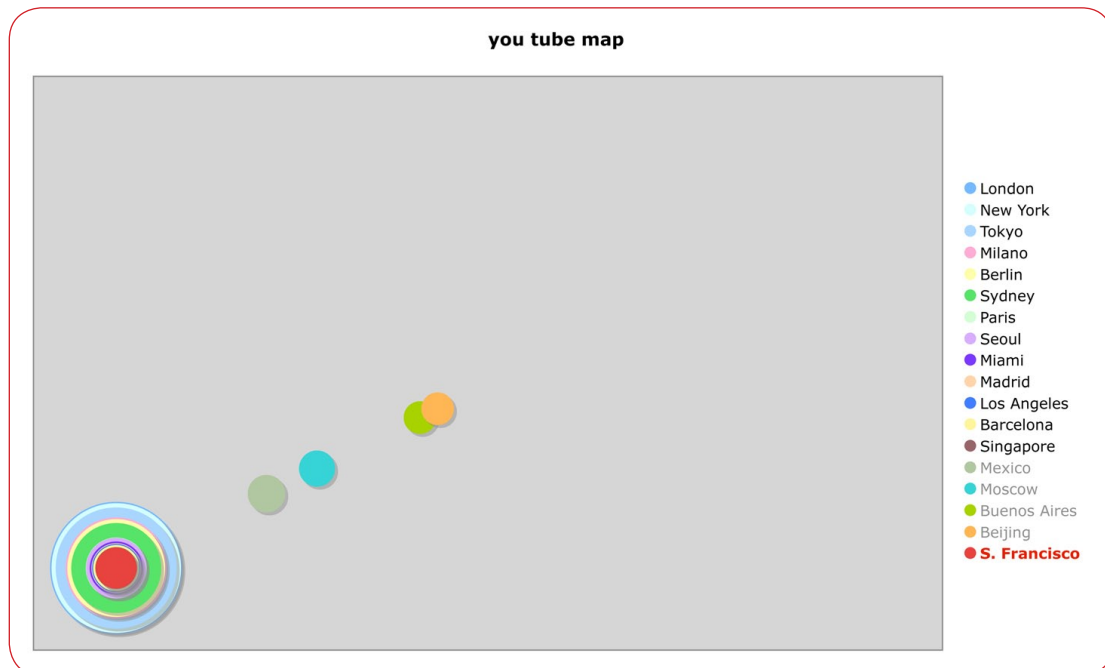 you tube map
London
New York
Tokyo
Milano
Berlin
Sydney
Paris
Seoul
Miami
Madrid
Los Angeles
Barcelona
Singapore
Mexico
Moscow
Buenos Aires
Beijing
S. Francisco